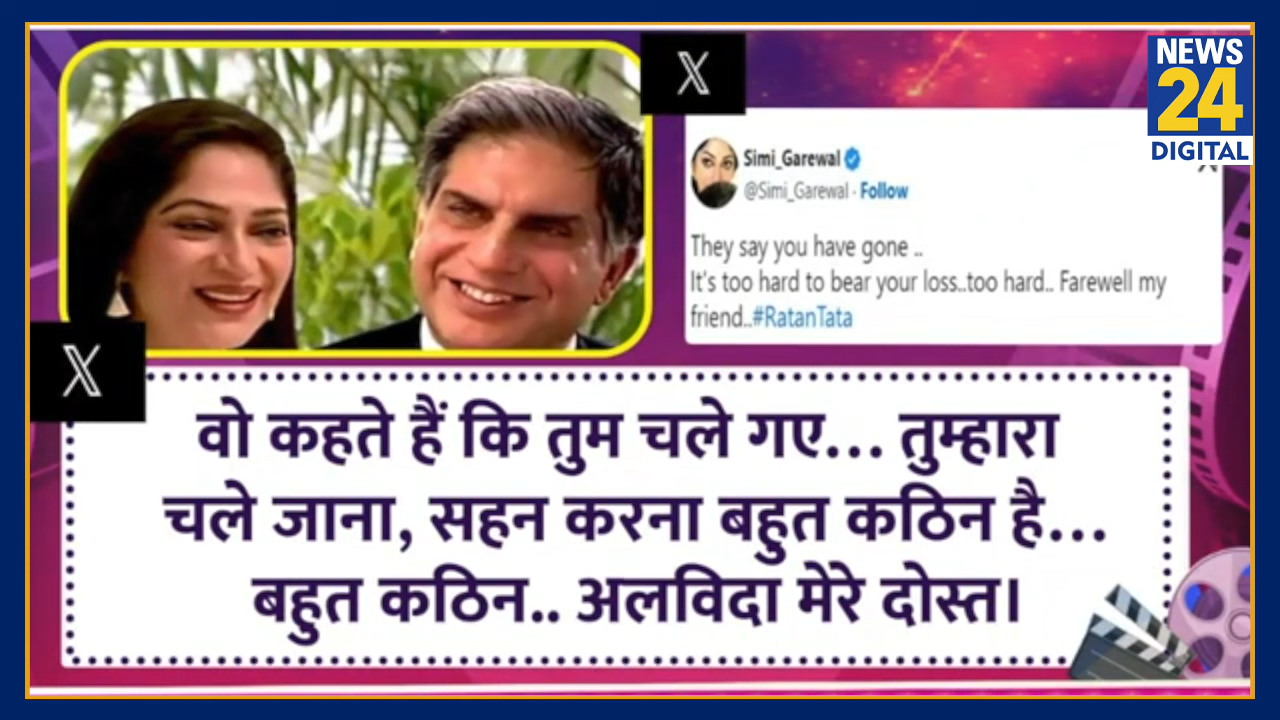 NEWS
24
DIGITAL
X
Simi_Garewal
@Simi_Garewal · Follow
They say you have gone ..
It's too hard to bear your loss..too hard.. Farewell my
friend..#RatanTata
X
वो कहते हैं कि तुम चले गए... तुम्हारा
चले जाना, सहन करना बहुत कठिन है...
बहुत कठिन.. अलविदा मेरे दोस्त।